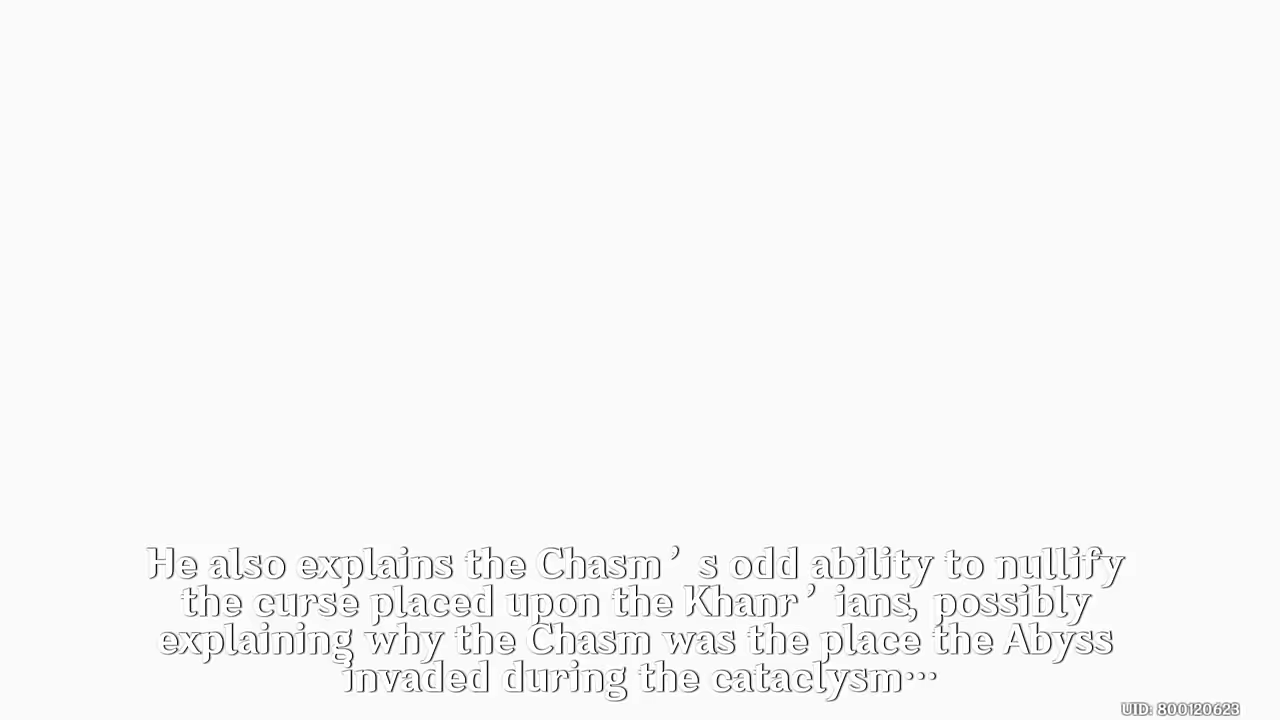 He also explains the Chasm’s odd ability to nullify
the curse placed upon the Khanr’ians, possibly
explaining why the Chasm was the place the Abyss
invaded during the cataclysm…
UID: 800120623